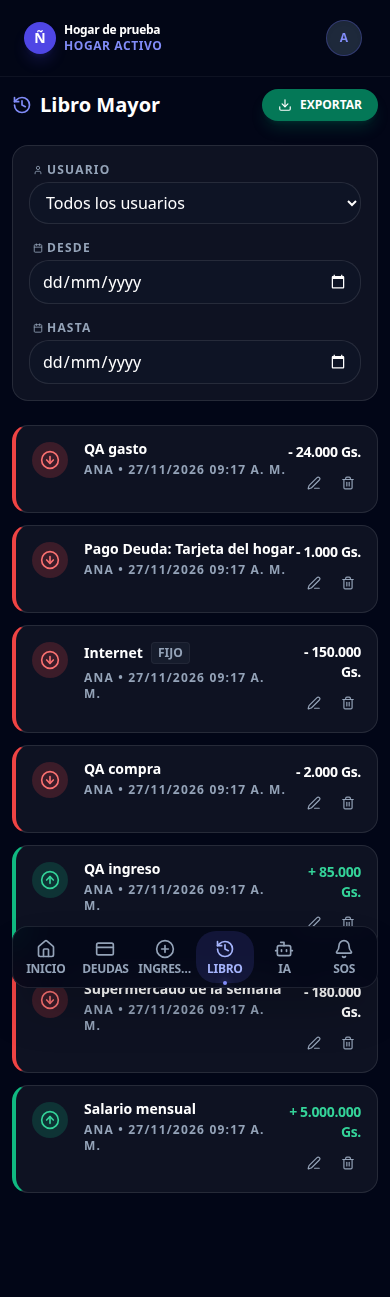 Ñ
Hogar de prueba
HOGAR ACTIVO
A
Libro Mayor
EXPORTAR
USUARIO
Todos los usuarios
DESDE
dd/mm/yyyy
HASTA
dd/mm/yyyy
QA gasto
- 24.000 Gs.
ANA • 27/11/2026 09:17 A. M.
Pago Deuda: Tarjeta del hogar
- 1.000 Gs.
ANA • 27/11/2026 09:17 A. M.
Internet
FIJO
- 150.000
Gs.
ANA • 27/11/2026 09:17 A.
M.
QA compra
- 2.000 Gs.
ANA • 27/11/2026 09:17 A. M.
QA ingreso
+ 85.000
Gs.
ANA • 27/11/2026 09:17 A.
M.
INICIO
DEUDAS
INGRES...
LIBRO
IA
SOS
Supermercado de la semana
- 180.000
Gs.
ANA • 27/11/2026 09:17 A.
M.
Salario mensual
+ 5.000.000
Gs.
ANA • 27/11/2026 09:17 A.
M.